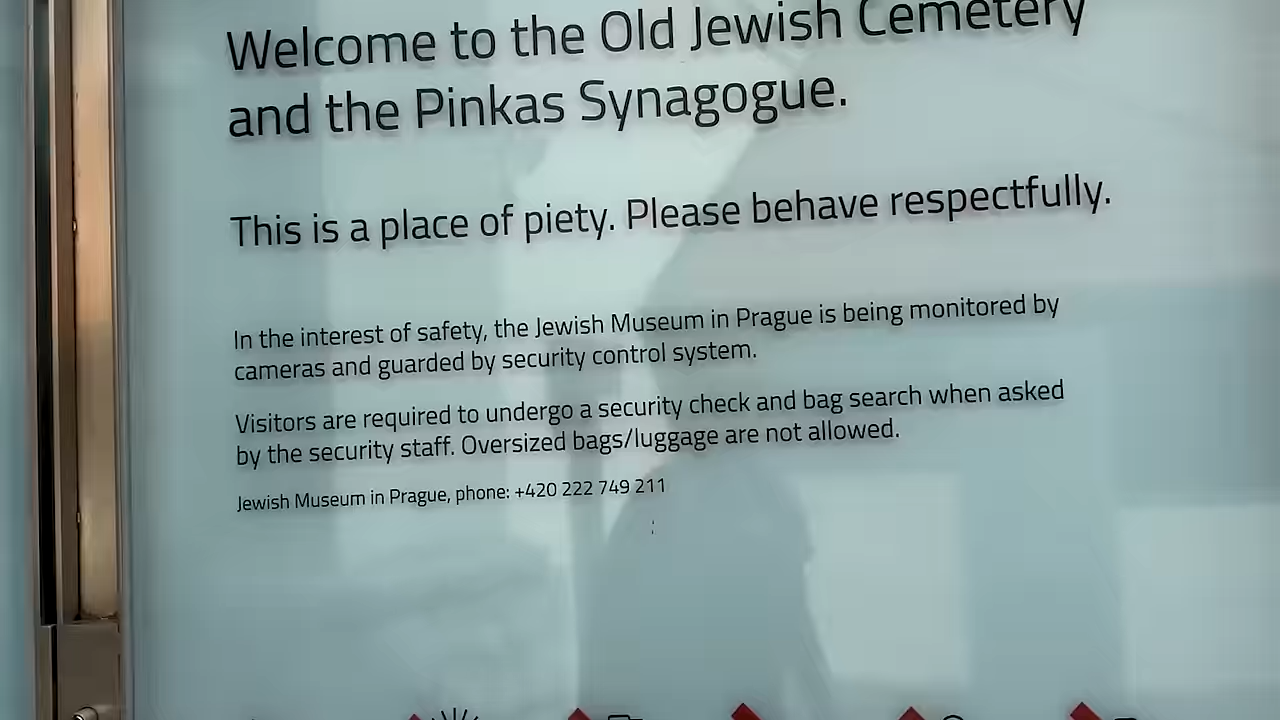 Welcome to the Old Jewish Cemetery
and the Pinkas Synagogue.
This is a place of piety. Please behave respectfully.
In the interest of safety, the Jewish Museum in Prague is being monitored by
cameras and guarded by security control system.
Visitors are required to undergo a security check and bag search when asked
by the security staff. Oversized bags/luggage are not allowed.
Jewish Museum in Prague, phone: +420 222 749 211